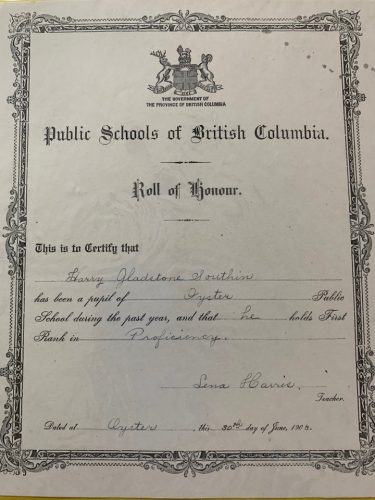 THE GOVERNMENT OF
THE PROVINCE OF BRITISH COLUMBIA
Public Schools of British Columbia.
Roll of Honour.
This is to Certify that
Harry Gladstone Southin
has been a pupil of Oyster Public
School during the past year, and that he holds First
Rank in Proficiency.
Lena Harris.
Teacher.
Dated at Oyster, this 30th day of June, 1908.